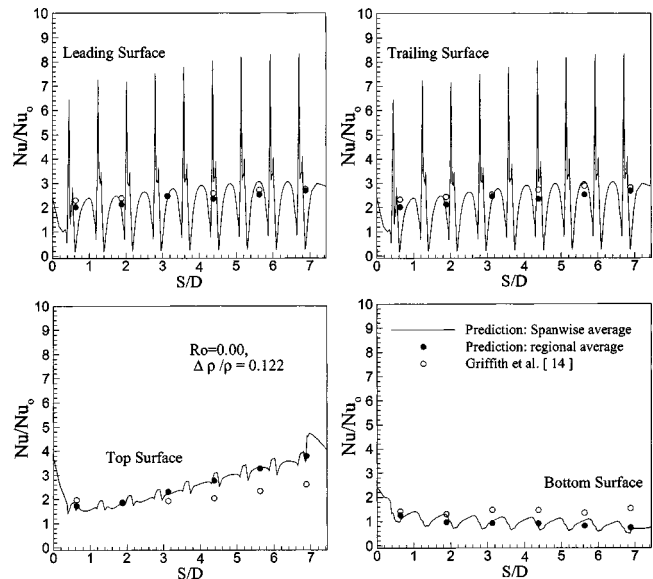 10
9
8
7
6
5
4
3
2
1
0
Nu/Nu₀
Leading Surface
0 1 2 3 4 5 6 7
S/D
10
9
8
7
6
5
4
3
2
1
0
Nu/Nu₀
Trailing Surface
0 1 2 3 4 5 6 7
S/D
10
9
8
7
6
5
4
3
2
1
0
Nu/Nu₀
Ro=0.00,
Δ ρ/ρ = 0.122
Top Surface
0 1 2 3 4 5 6 7
S/D
10
9
8
7
6
5
4
3
2
1
0
Nu/Nu₀
Prediction: Spanwise average
Prediction: regional average
Griffith et al. [ 14 ]
Bottom Surface
0 1 2 3 4 5 6 7
S/D